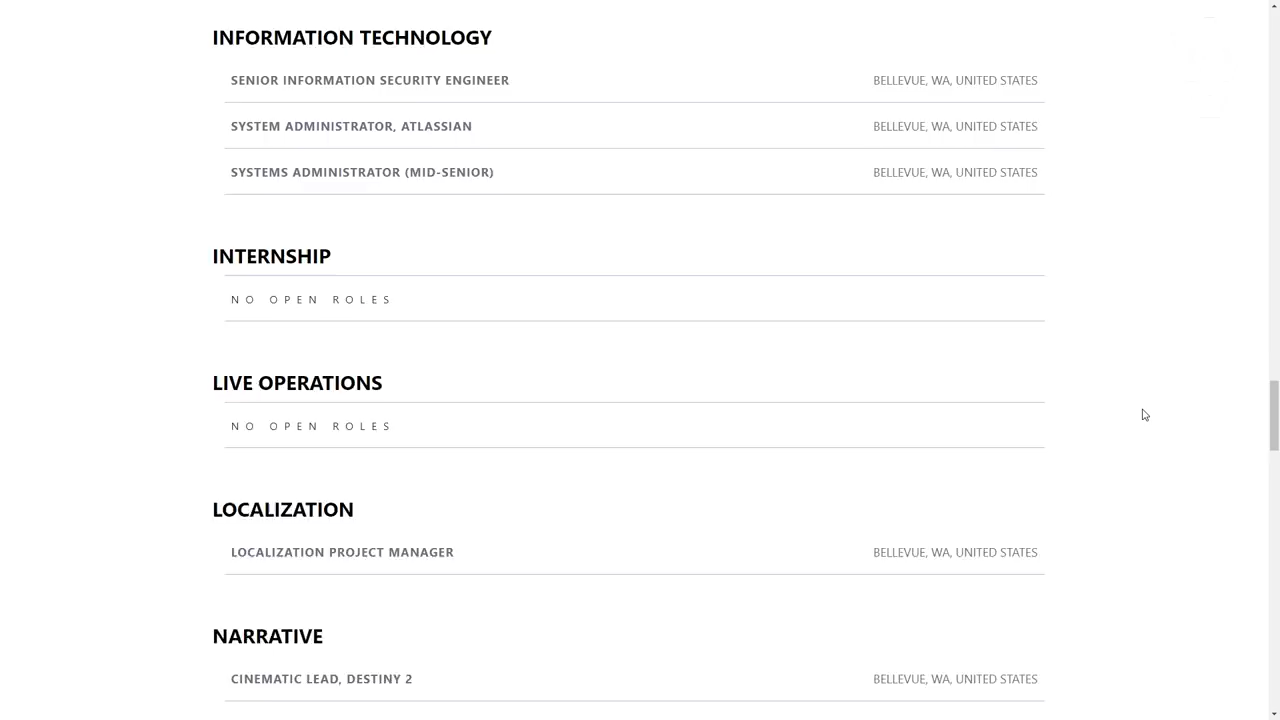 INFORMATION TECHNOLOGY
SENIOR INFORMATION SECURITY ENGINEER BELLEVUE, WA, UNITED STATES
SYSTEM ADMINISTRATOR, ATLASSIAN BELLEVUE, WA, UNITED STATES
SYSTEMS ADMINISTRATOR (MID-SENIOR) BELLEVUE, WA, UNITED STATES
INTERNSHIP
NO OPEN ROLES
LIVE OPERATIONS
NO OPEN ROLES
LOCALIZATION
LOCALIZATION PROJECT MANAGER BELLEVUE, WA, UNITED STATES
NARRATIVE
CINEMATIC LEAD, DESTINY 2 BELLEVUE, WA, UNITED STATES